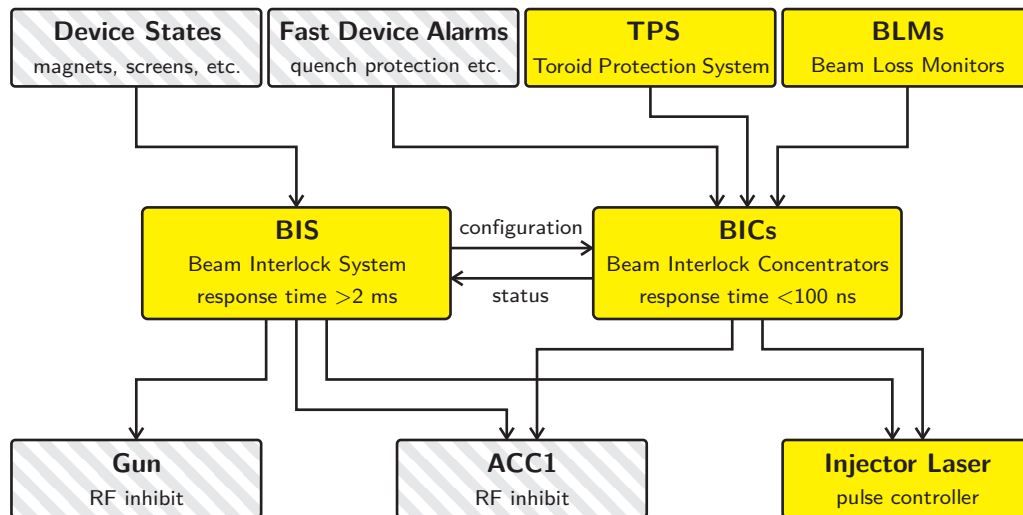 Device States
magnets, screens, etc.
Fast Device Alarms
quench protection etc.
TPS
Toroid Protection System
BLMs
Beam Loss Monitors
BIS
Beam Interlock System
response time >2 ms
configuration
status
BICs
Beam Interlock Concentrators
response time <100 ns
Gun
RF inhibit
ACC1
RF inhibit
Injector Laser
pulse controller